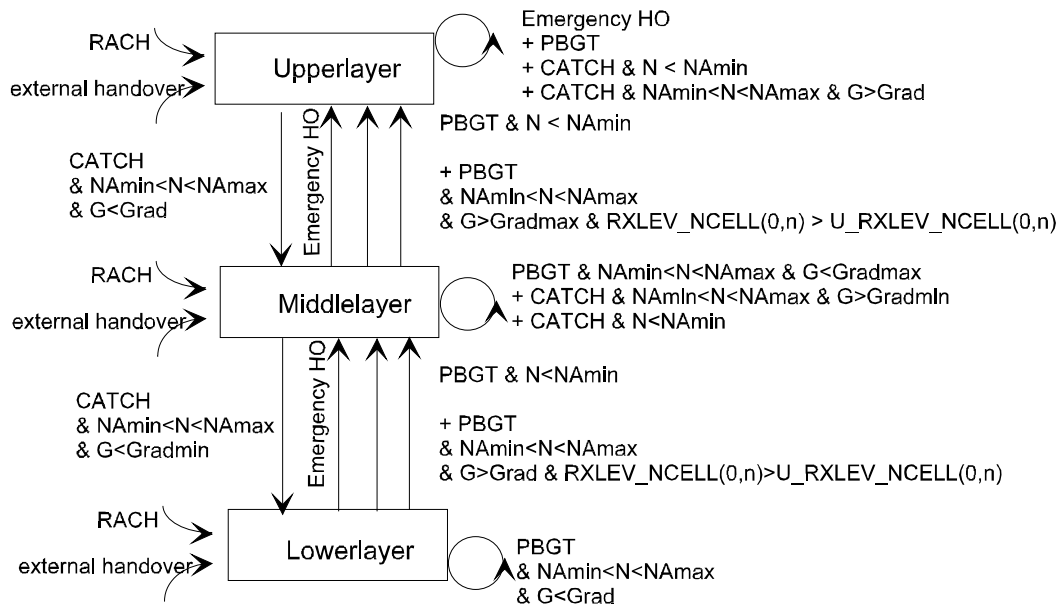 Emergency HO
+ PBGT
+ CATCH & N < NAmin
+ CATCH & NAmin<N<NAmax & G>Grad
RACH
external handover
Upperlayer
PBGT & N < NAmin
Emergency HO
CATCH
& NAmin<N<NAmax
& G<Grad
+ PBGT
& NAmIn<N<NAmax
& G>Gradmax & RXLEV_NCELL(0,n) > U_RXLEV_NCELL(0,n)
RACH
external handover
Middlelayer
PBGT & NAmin<N<NAmax & G<Gradmax
+ CATCH & NAmIn<N<NAmax & G>GradmIn
+ CATCH & N<NAmin
Emergency HO
PBGT & N<NAmin
CATCH
& NAmin<N<NAmax
& G<Gradmin
+ PBGT
& NAmin<N<NAmax
& G>Grad & RXLEV_NCELL(0,n)>U_RXLEV_NCELL(0,n)
RACH
external handover
Lowerlayer
PBGT
& NAmin<N<NAmax
& G<Grad